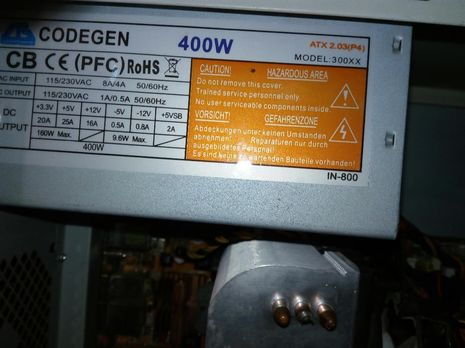 CODEGEN
400W
ATX 2.03(P4)
MODEL:300XX
CB CE (PFC) RoHS
AC INPUT 115/230VAC 8A/4A 50/60Hz
AC OUTPUT 115/230VAC 1A/0.5A 50/60Hz
DC OUTPUT
+3.3V +5V +12V -5V -12V +5VSB
20A 25A 16A 0.5A 0.8A 2A
160W Max. 9.6W Max.
400W
CAUTION! HAZARDOUS AREA
Do not remove this cover.
Trained service personnel only.
No serviceable components inside.
VORSICHT! GEFAHRENZONE
Abdeckungen unter keinen Umstanden
abnehmen! Reparaturen nur durch
ausgebildetes Personal!
Es sind keine zu wartenden Bauteile vorhanden!
IN-800